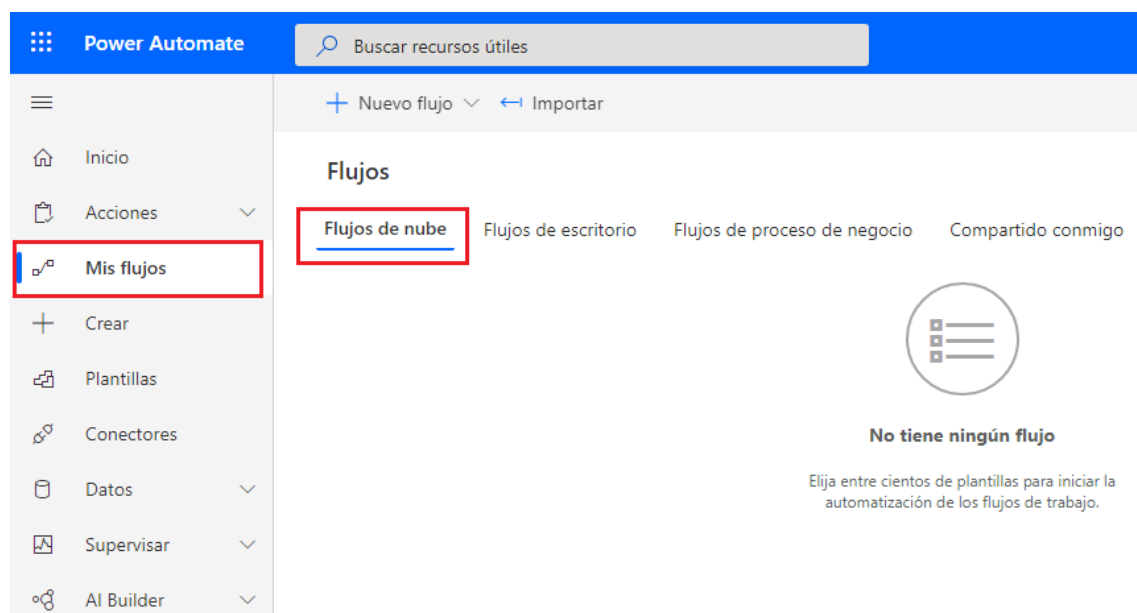 Power Automate
Buscar recursos útiles
Nuevo flujo
Importar
Inicio
Acciones
Mis flujos
Crear
Plantillas
Conectores
Datos
Supervisar
AI Builder
Flujos
Flujos de nube
Flujos de escritorio
Flujos de proceso de negocio
Compartido conmigo
No tiene ningún flujo
Elija entre cientos de plantillas para iniciar la
automatización de los flujos de trabajo.